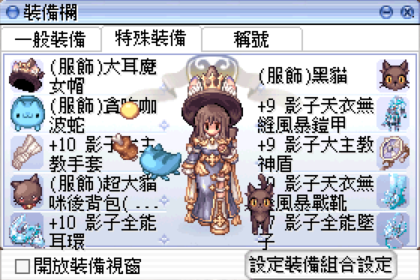 裝備欄
一般裝備
特殊裝備
稱號
(服飾)大耳魔
女帽
(服飾)貪吃咖
波蛇
+10 影子大主
教手套
(服飾)超大貓
咪後背包(...
+10 影子全能
耳環
(服飾)黑貓
+9 影子天衣無
縫風暴鎧甲
+9 影子大主教
神盾
影子天衣無
風暴戰靴
影子全能墜
子
開放裝備視窗
設定裝備組合設定